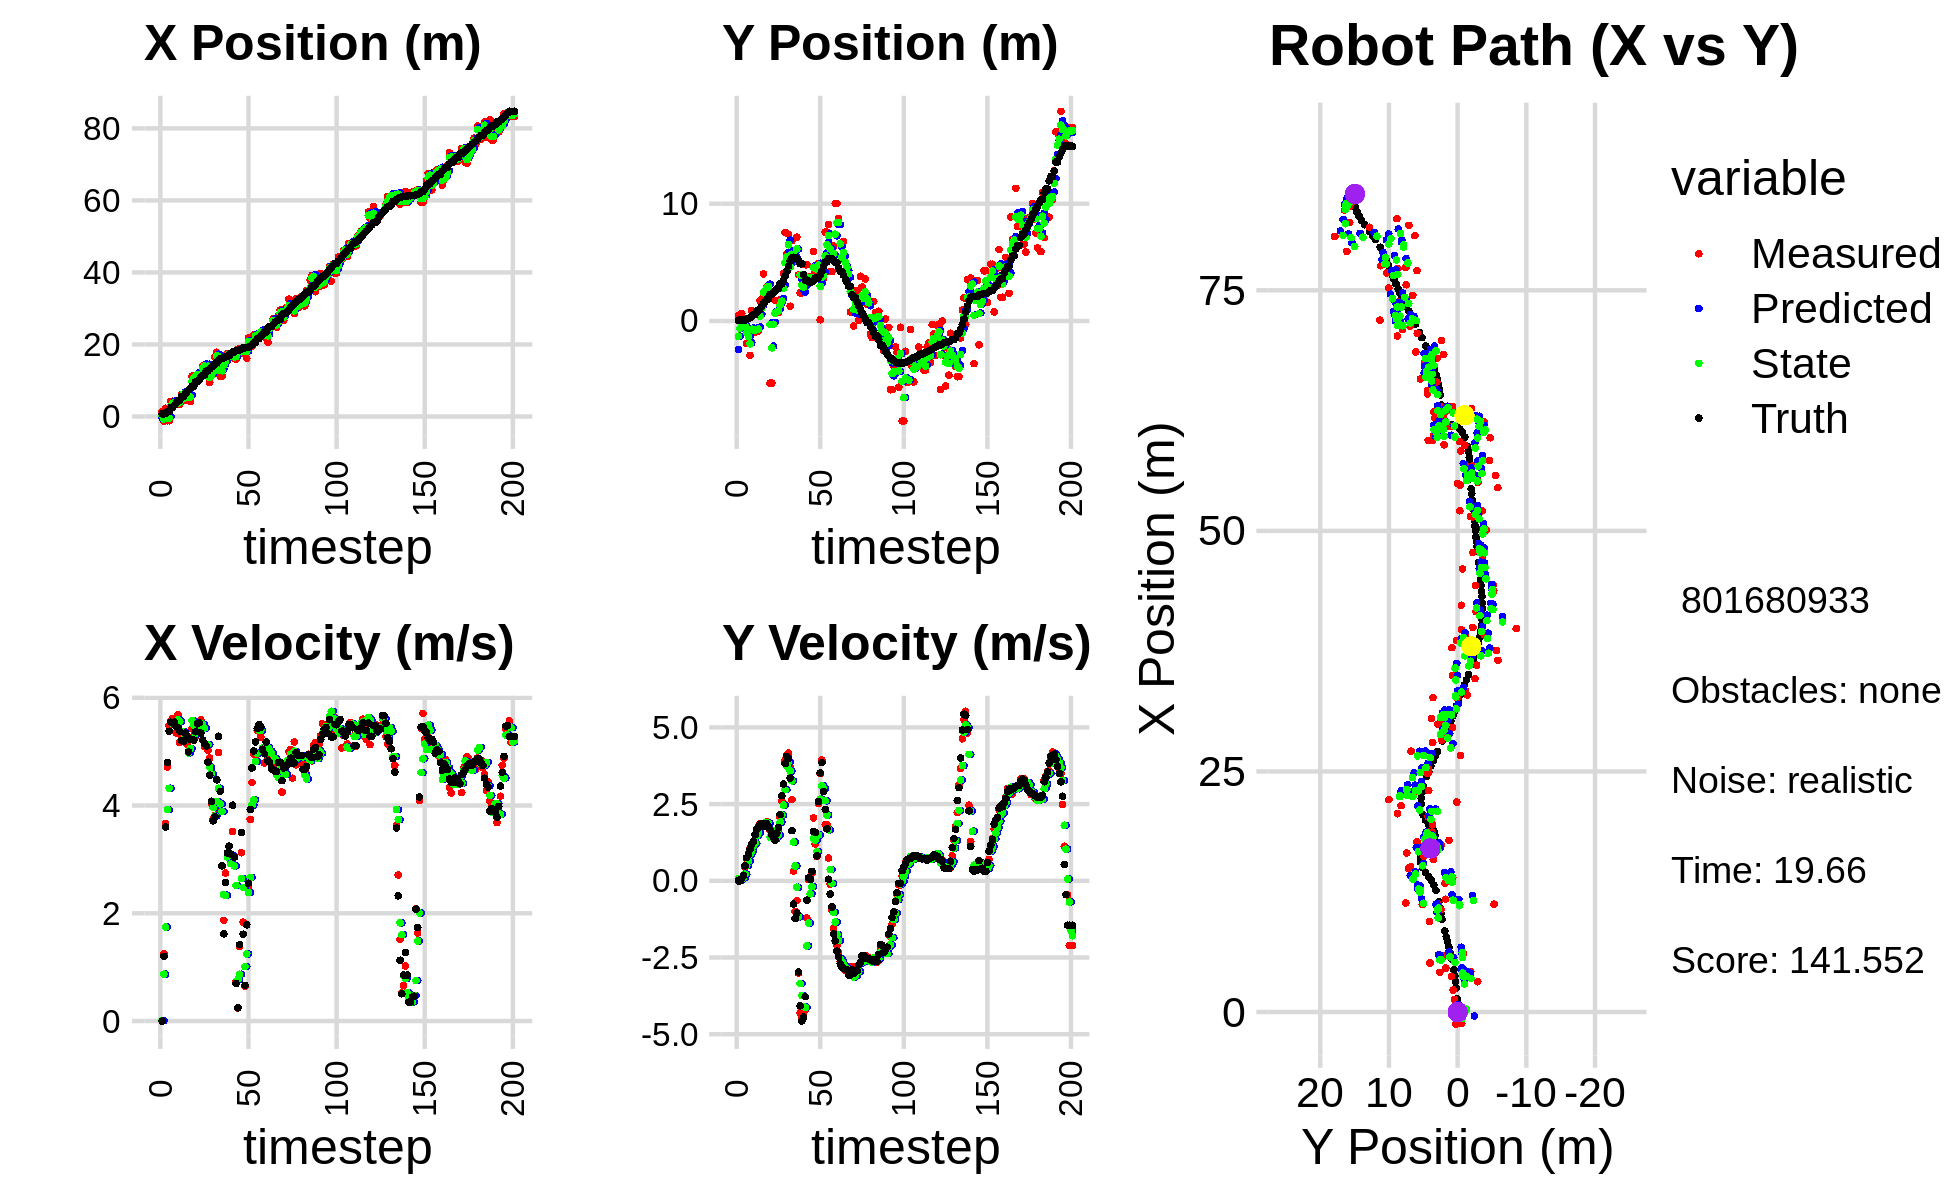 X Position (m)
80
60
40
20
0
0
50
100
150
200
timestep
Y Position (m)
10
0
0
50
100
150
200
timestep
X Velocity (m/s)
6
4
2
0
0
50
100
150
200
timestep
Y Velocity (m/s)
5.0
2.5
0.0
-2.5
-5.0
0
50
100
150
200
timestep
Robot Path (X vs Y)
X Position (m)
75
50
25
0
20 10 0 -10 -20
Y Position (m)
variable
Measured
Predicted
State
Truth
801680933
Obstacles: none
Noise: realistic
Time: 19.66
Score: 141.552